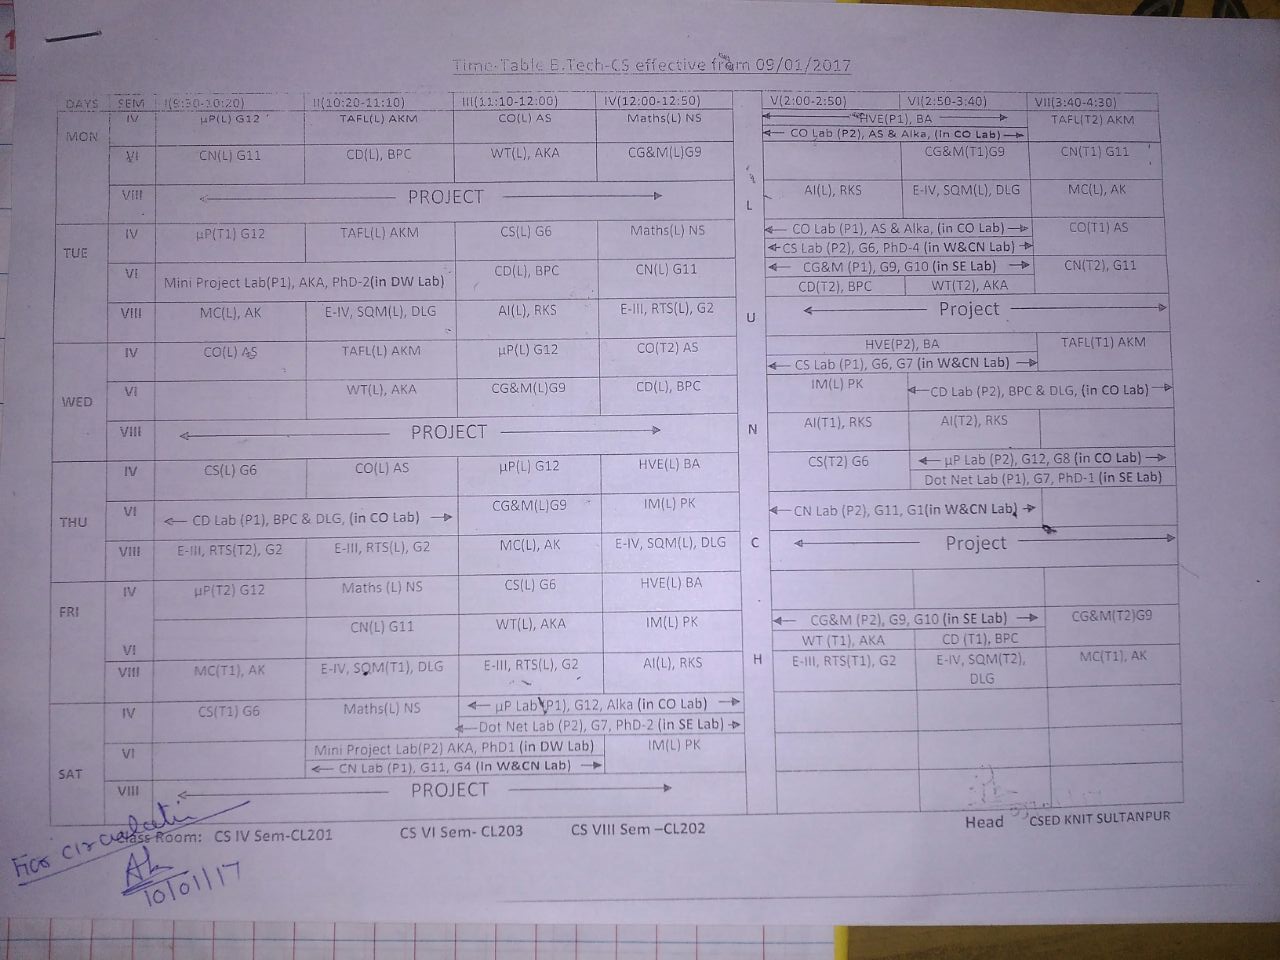 Time-Table B.Tech-CS effective from 09/01/2017
DAYS SEM I(9:30-10:20) II(10:20-11:10) III(11:10-12:00) IV(12:00-12:50) V(2:00-2:50) VI(2:50-3:40) VII(3:40-4:30)
MON IV µP(L) G12 TAFL(L) AKM CO(L) AS Maths(L) NS HVE(P1), BA TAFL(T2) AKM
CO Lab (P2), AS & Alka, (in CO Lab)
VI CN(L) G11 CD(L), BPC WT(L), AKA CG&M(L)G9 CG&M(T1)G9 CN(T1) G11
VIII PROJECT AI(L), RKS E-IV, SQM(L), DLG MC(L), AK
TUE IV µP(T1) G12 TAFL(L) AKM CS(L) G6 Maths(L) NS CO Lab (P1), AS & Alka, (in CO Lab) CO(T1) AS
CS Lab (P2), G6, PhD-4 (in W&CN Lab)
VI Mini Project Lab(P1), AKA, PhD-2(in DW Lab) CD(L), BPC CN(L) G11 CG&M (P1), G9, G10 (in SE Lab) CN(T2), G11
CD(T2), BPC WT(T2), AKA
VIII MC(L), AK E-IV, SQM(L), DLG AI(L), RKS E-III, RTS(L), G2 Project
WED IV CO(L) AS TAFL(L) AKM µP(L) G12 CO(T2) AS HVE(P2), BA TAFL(T1) AKM
CS Lab (P1), G6, G7 (in W&CN Lab)
VI WT(L), AKA CG&M(L)G9 CD(L), BPC IM(L) PK CD Lab (P2), BPC & DLG, (in CO Lab)
VIII PROJECT AI(T1), RKS AI(T2), RKS
THU IV CS(L) G6 CO(L) AS µP(L) G12 HVE(L) BA CS(T2) G6 µP Lab (P2), G12, G8 (in CO Lab)
Dot Net Lab (P1), G7, PhD-1 (in SE Lab)
VI CD Lab (P1), BPC & DLG, (in CO Lab) CG&M(L)G9 IM(L) PK CN Lab (P2), G11, G1(in W&CN Lab)
VIII E-III, RTS(T2), G2 E-III, RTS(L), G2 MC(L), AK E-IV, SQM(L), DLG Project
FRI IV µP(T2) G12 Maths (L) NS CS(L) G6 HVE(L) BA
VI CN(L) G11 WT(L), AKA IM(L) PK CG&M (P2), G9, G10 (in SE Lab) CG&M(T2)G9
WT (T1), AKA CD (T1), BPC
VIII MC(T1), AK E-IV, SQM(T1), DLG E-III, RTS(L), G2 AI(L), RKS E-III, RTS(T1), G2 E-IV, SQM(T2), DLG MC(T1), AK
SAT IV CS(T1) G6 Maths(L) NS µP Lab (P1), G12, Alka (in CO Lab)
Dot Net Lab (P2), G7, PhD-2 (in SE Lab)
VI Mini Project Lab(P2) AKA, PhD1 (in DW Lab) IM(L) PK
CN Lab (P1), G11, G4 (In W&CN Lab)
VIII PROJECT
L
U
N
C
H
Class Room: CS IV Sem-CL201 CS VI Sem- CL203 CS VIII Sem –CL202
Head CSED KNIT SULTANPUR
For circulation
10/01/17